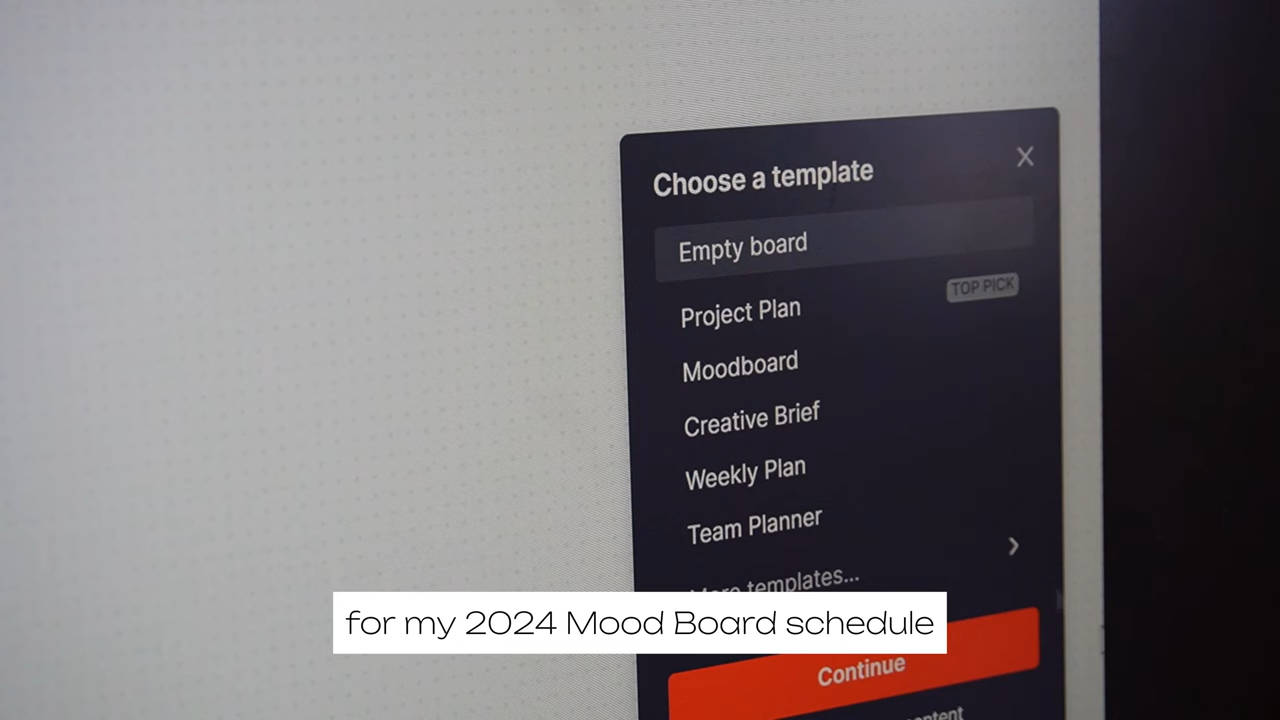 Choose a template
Empty board
Project Plan
TOP PICK
Moodboard
Creative Brief
Weekly Plan
Team Planner
More templates...
for my 2024 Mood Board schedule
Continue